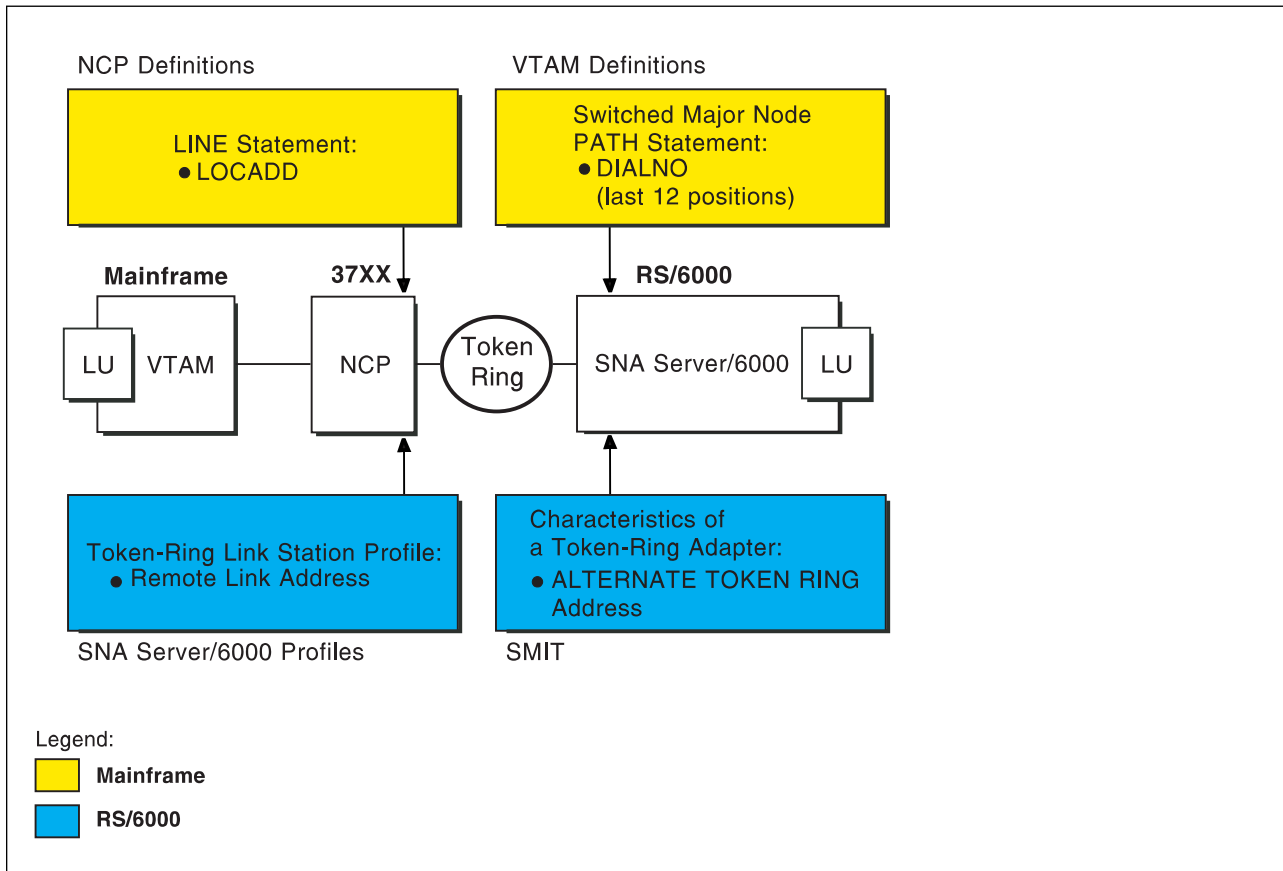 NCP Definitions
VTAM Definitions
LINE Statement:
● LOCADD
Switched Major Node
PATH Statement:
● DIALNO
(last 12 positions)
Mainframe
37XX
RS/6000
LU
VTAM
NCP
Token
Ring
SNA Server/6000
LU
Token-Ring Link Station Profile:
● Remote Link Address
Characteristics of
a Token-Ring Adapter:
● ALTERNATE TOKEN RING
Address
SNA Server/6000 Profiles
SMIT
Legend:
Mainframe
RS/6000